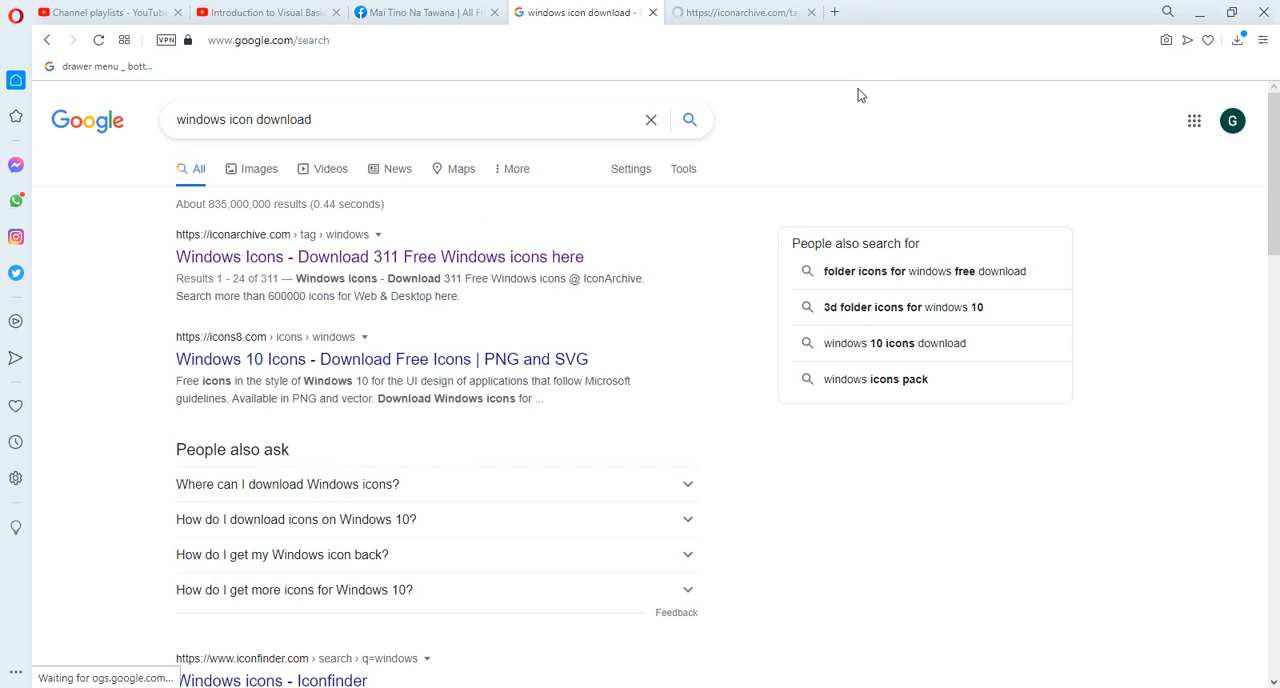 Channel playlists - YouTube
Introduction to Visual Basic
Mai Tino Na Tawana | All Fr
windows icon download - G
https://iconarchive.com/ta
VPN
www.google.com/search
drawer menu _ bott...
Google
windows icon download
G
All
Images
Videos
News
Maps
More
Settings
Tools
About 835,000,000 results (0.44 seconds)
https://iconarchive.com › tag › windows
Windows Icons - Download 311 Free Windows icons here
Results 1 - 24 of 311 — Windows Icons - Download 311 Free Windows icons @ IconArchive.
Search more than 600000 icons for Web & Desktop here.
https://icons8.com › icons › windows
Windows 10 Icons - Download Free Icons | PNG and SVG
Free icons in the style of Windows 10 for the UI design of applications that follow Microsoft
guidelines. Available in PNG and vector. Download Windows icons for ...
People also ask
Where can I download Windows icons?
How do I download icons on Windows 10?
How do I get my Windows icon back?
How do I get more icons for Windows 10?
Feedback
https://www.iconfinder.com › search › q=windows
Windows icons - Iconfinder
People also search for
folder icons for windows free download
3d folder icons for windows 10
windows 10 icons download
windows icons pack
Waiting for ogs.google.com...